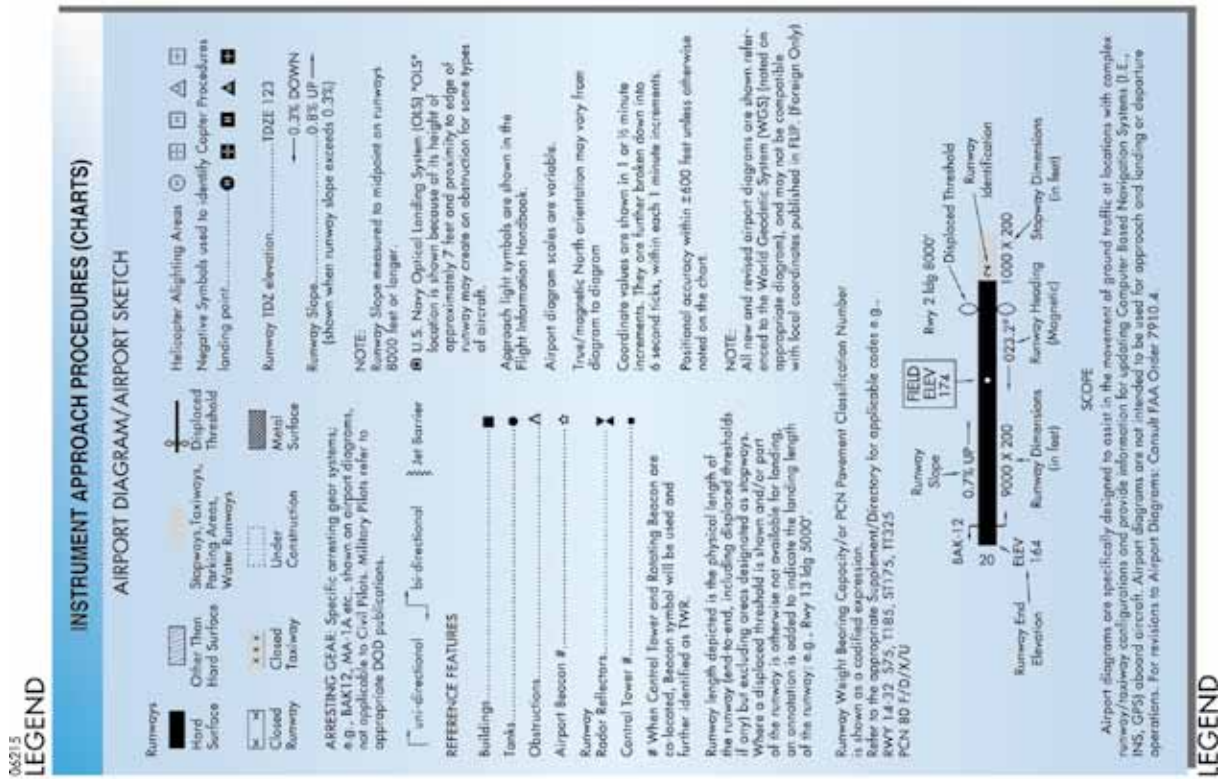 06215
LEGEND
INSTRUMENT APPROACH PROCEDURES (CHARTS)
AIRPORT DIAGRAM/AIRPORT SKETCH
Runways
Hard
Surface
Other Than
Hard Surface
Stopways, Taxiways,
Parking Areas,
Water Runways
Displaced
Threshold
Closed
Runway
Closed
Taxiway
Under
Construction
Metal
Surface
ARRESTING GEAR: Specific arresting gear systems;
e.g., BAK12, MA-1A etc., shown on airport diagrams,
not applicable to Civil Pilots. Military Pilots refer to
appropriate DOD publications.
uni-directional
bi-directional
Jet Barrier
REFERENCE FEATURES
Buildings
Tanks
Obstructions
Airport Beacon #
Runway
Radar Reflectors
Control Tower #
# When Control Tower and Rotating Beacon are
co-located, Beacon symbol will be used and
further identified as TWR.
Runway length depicted is the physical length of
the runway (end-to-end, including displaced thresholds
if any) but excluding areas designated as stopways.
Where a displaced threshold is shown and/or part
of the runway is otherwise not available for landing,
an annotation is added to indicate the landing length
of the runway; e.g., Rwy 13 ldg 5000'.
Helicopter Alighting Areas
Negative Symbols used to identify Copter Procedures
landing point
Runway TDZ elevation TDZE 123
0.3% DOWN
Runway Slope 0.8% UP
(shown when runway slope exceeds 0.3%)
NOTE:
Runway Slope measured to midpoint on runways
8000 feet or longer.
U.S. Navy Optical Landing System (OLS) "OLS"
location is shown because of its height of
approximately 7 feet and proximity to edge of
runway may create an obstruction for some types
of aircraft.
Approach light symbols are shown in the
Flight Information Handbook.
Airport diagram scales are variable.
True/magnetic North orientation may vary from
diagram to diagram
Coordinate values are shown in 1 or ½ minute
increments. They are further broken down into
6 second ticks, within each 1 minute increments.
Positional accuracy within ±600 feet unless otherwise
noted on the chart.
NOTE:
All new and revised airport diagrams are shown refer-
enced to the World Geodetic System (WGS) (noted on
appropriate diagram), and may not be compatible
with local coordinates published in FLIP. (Foreign Only)
Runway Weight Bearing Capacity/or PCN Pavement Classification Number
is shown as a codified expression.
Refer to the appropriate Supplement/Directory for applicable codes e.g.,
RWY 14-32 S75, T185, ST175, TT325
PCN 80 F/D/X/U
Runway
Slope
FIELD
ELEV
174
BAK-12
0.7% UP
Rwy 2 ldg 8000'
Displaced Threshold
20
2
Runway
Identification
ELEV
164
Runway End
Elevation
9000 X 200
023.2°
1000 X 200
Runway Dimensions
(in feet)
Runway Heading
(Magnetic)
Stopway Dimensions
(in feet)
SCOPE
Airport diagrams are specifically designed to assist in the movement of ground traffic at locations with complex
runway/taxiway configurations and provide information for updating Computer Based Navigation Systems (I.E.,
INS, GPS) aboard aircraft. Airport diagrams are not intended to be used for approach and landing or departure
operations. For revisions to Airport Diagrams: Consult FAA Order 7910.4.
LEGEND